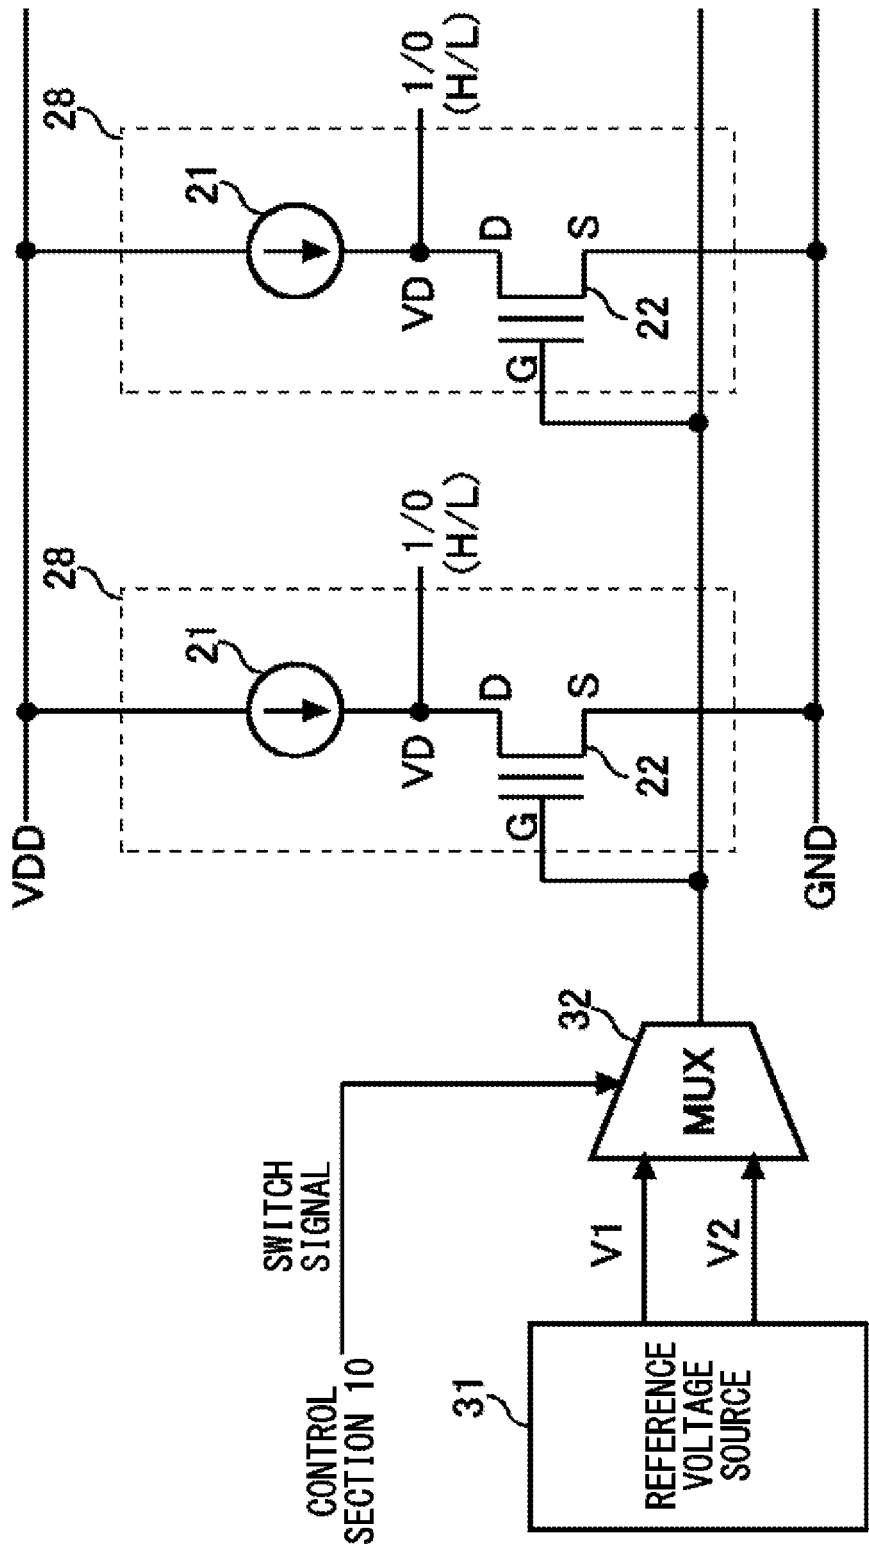 VDD
28
28
21
21
1/0
(H/L)
1/0
(H/L)
VD
VD
D
D
S
S
G
G
22
22
GND
CONTROL
SECTION 10
SWITCH
SIGNAL
32
MUX
31
REFERENCE
VOLTAGE
SOURCE
V1
V2